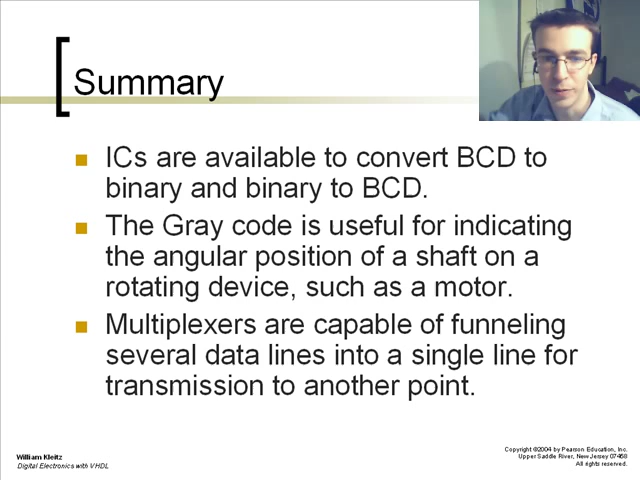 Summary
ICs are available to convert BCD to
binary and binary to BCD.
The Gray code is useful for indicating
the angular position of a shaft on a
rotating device, such as a motor.
Multiplexers are capable of funneling
several data lines into a single line for
transmission to another point.
William Kleitz
Digital Electronics with VHDL
Copyright ©2004 by Pearson Education, Inc.
Upper Saddle River, New Jersey 07458
All rights reserved.